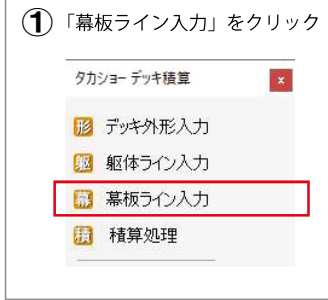 ① 「幕板ライン入力」をクリック
タカショー デッキ積算
x
形 デッキ外形入力
躯 躯体ライン入力
幕 幕板ライン入力
積 積算処理